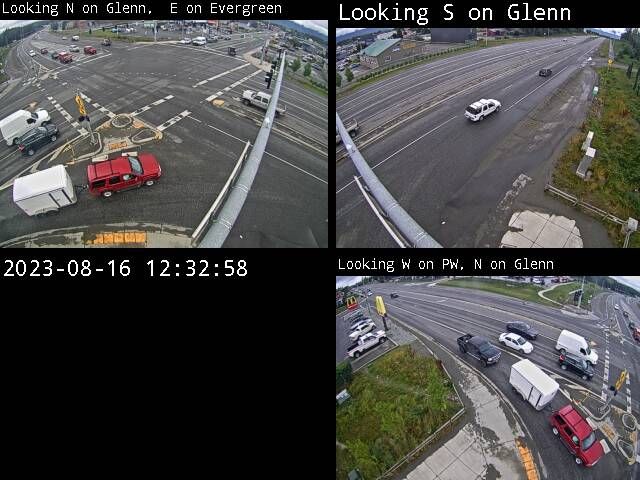 Looking N on Glenn,  E on Evergreen
Looking S on Glenn
2023-08-16 12:32:58
Looking W on PW, N on Glenn